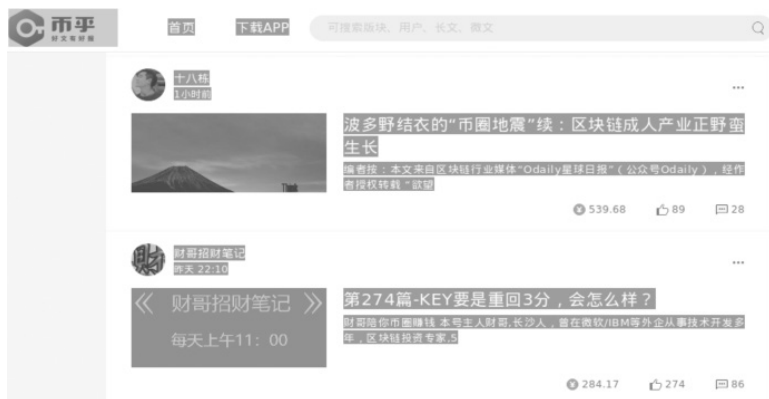 币乎
好文有好报
首页 下载APP 可搜索版块、用户、长文、微文
十八栋
1小时前
波多野结衣的“币圈地震”续：区块链成人产业正野蛮
生长
编者按：本文来自区块链行业媒体“Odaily星球日报”（公众号Odaily），经作
者授权转载 “欲望
539.68 89 28
财哥招财笔记
昨天 22:10
财哥招财笔记
每天上午11：00
第274篇-KEY要是重回3分，会怎么样？
财哥陪你币圈赚钱 本号主人财哥,长沙人，曾在微软/IBM等外企从事技术开发多
年，区块链投资专家,5
284.17 274 86